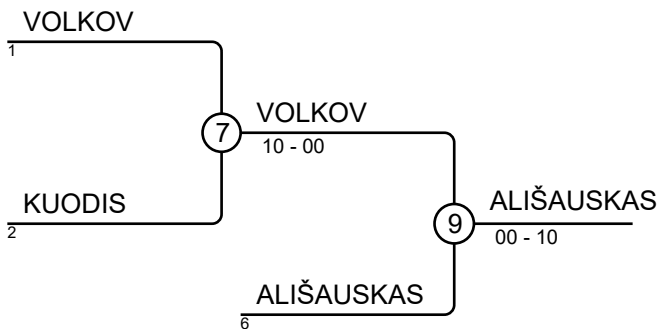 VOLKOV
1
7
VOLKOV
10 - 00
KUODIS
2
9
ALIŠAUSKAS
00 - 10
ALIŠAUSKAS
6